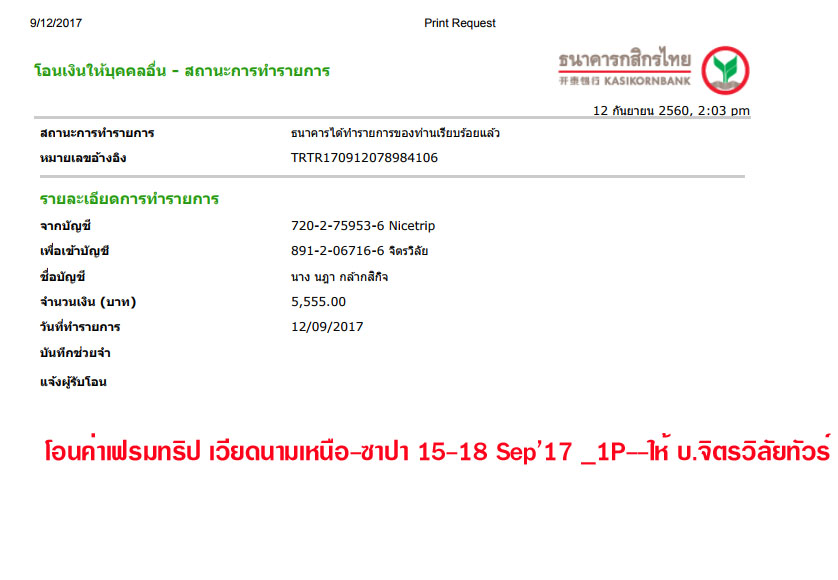 9/12/2017 Print Request
โอนเงินให้บุคคลอื่น - สถานะการทำรายการ
ธนาคารกสิกรไทย
开泰银行 KASIKORNBANK
12 กันยายน 2560, 2:03 pm
สถานะการทำรายการ ธนาคารได้ทำรายการของท่านเรียบร้อยแล้ว
หมายเลขอ้างอิง TRTR170912078984106
รายละเอียดการทำรายการ
จากบัญชี 720-2-75953-6 Nicetrip
เพื่อเข้าบัญชี 891-2-06716-6 จิตรวิลัย
ชื่อบัญชี นาง นฎา กล้ากสิกิจ
จำนวนเงิน (บาท) 5,555.00
วันที่ทำรายการ 12/09/2017
บันทึกช่วยจำ
แจ้งผู้รับโอน
โอนค่าเฟรมทริป เวียดนามเหนือ-ซาปา 15-18 Sep'17 _1P--ให้ บ.จิตรวิลัยทัวร์